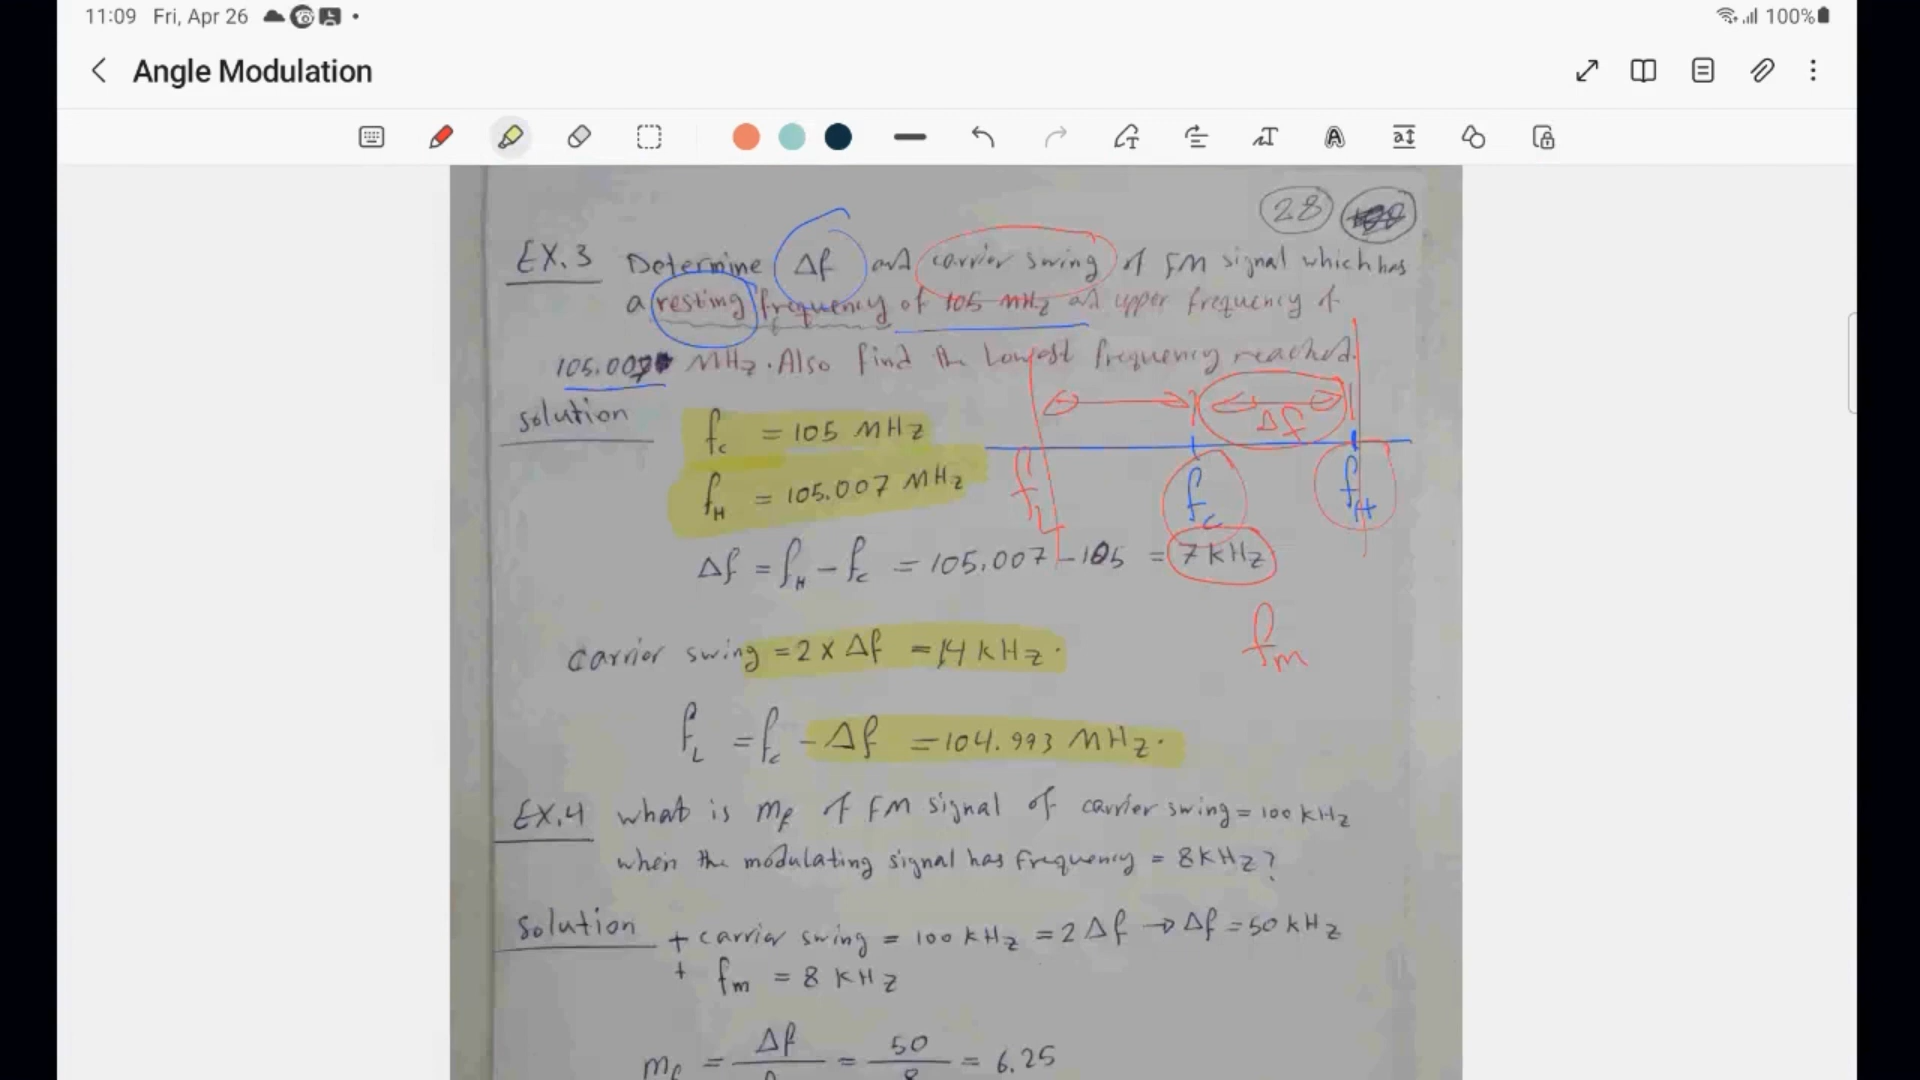 11:09 Fri, Apr 26
100%
Angle Modulation
28
EX.3 Determine Δf and carrier swing of FM signal which has
a resting frequency of 105 MHz and upper frequency of
105.007 MHz. Also find the Lowest frequency reached.
solution
fc = 105 MHz
Δf
fH = 105.007 MHz
fL fc fH
Δf = fH - fc = 105.007 - 105 = 7 kHz
fm
carrier swing = 2 x Δf = 14 kHz.
fL = fc - Δf = 104.993 MHz.
EX.4 what is mf of FM signal of carrier swing = 100 kHz
when the modulating signal has frequency = 8 kHz?
solution + carrier swing = 100 kHz = 2 Δf → Δf = 50 kHz
+ fm = 8 KHz
mf = Δf = 50 = 6.25
8